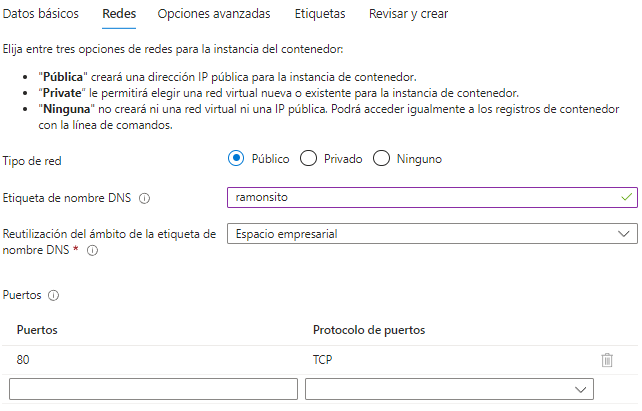 Datos básicos Redes Opciones avanzadas Etiquetas Revisar y crear
Elija entre tres opciones de redes para la instancia del contenedor:
• "Pública" creará una dirección IP pública para la instancia de contenedor.
• "Private" le permitirá elegir una red virtual nueva o existente para la instancia de contenedor.
• "Ninguna" no creará ni una red virtual ni una IP pública. Podrá acceder igualmente a los registros de contenedor
con la línea de comandos.
Tipo de red Público Privado Ninguno
Etiqueta de nombre DNS ramonsito
Reutilización del ámbito de la etiqueta de
nombre DNS * Espacio empresarial
Puertos
Puertos Protocolo de puertos
80 TCP